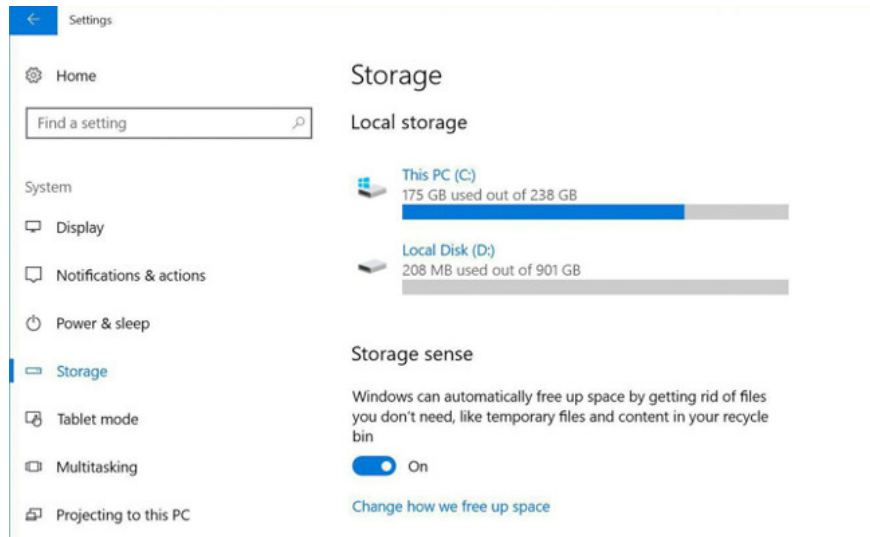 Settings
Home
Find a setting
System
Display
Notifications & actions
Power & sleep
Storage
Tablet mode
Multitasking
Projecting to this PC
Storage
Local storage
This PC (C:)
175 GB used out of 238 GB
Local Disk (D:)
208 MB used out of 901 GB
Storage sense
Windows can automatically free up space by getting rid of files
you don't need, like temporary files and content in your recycle
bin
On
Change how we free up space